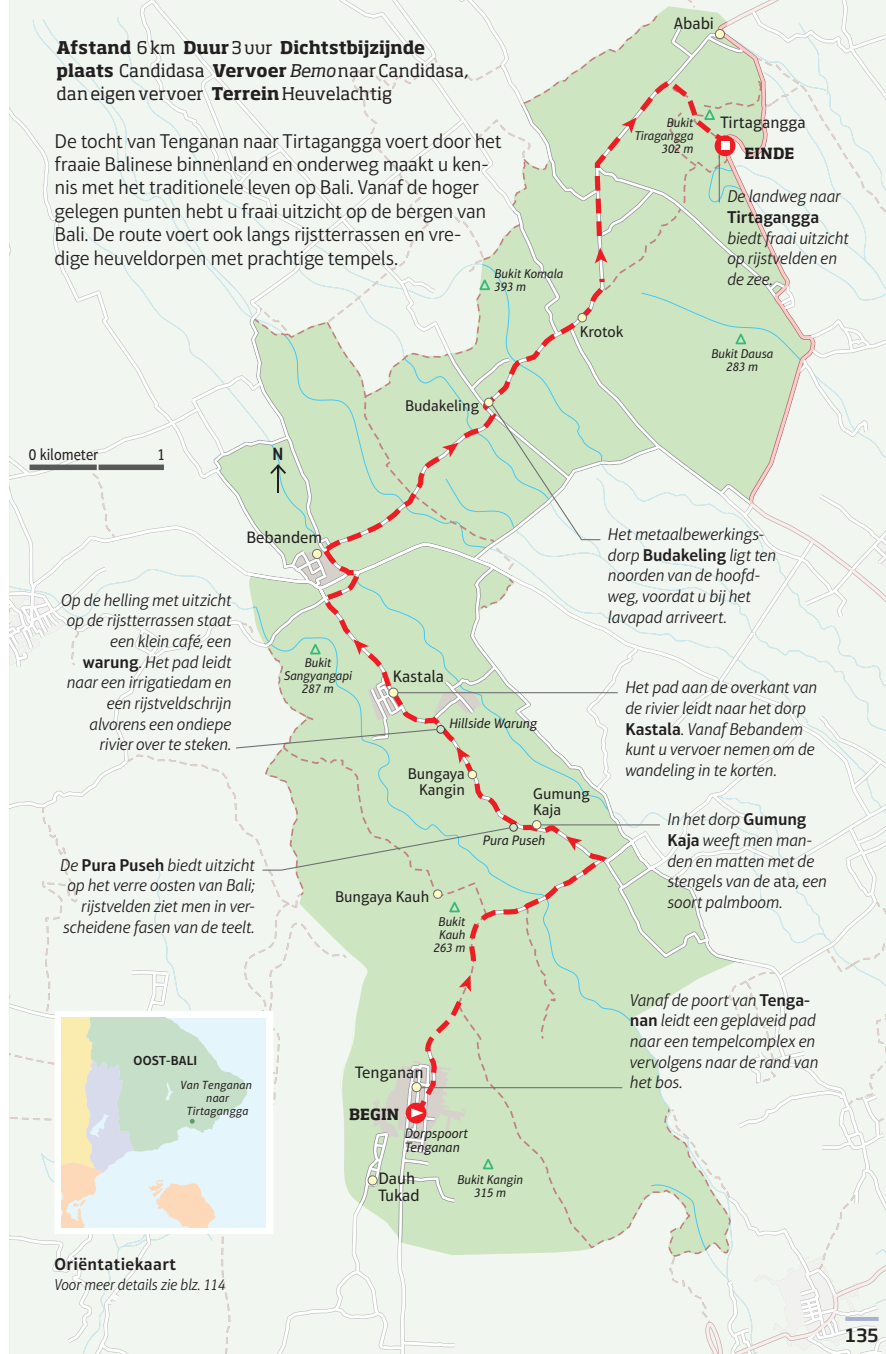 Afstand 6 km Duur 3 uur Dichtstbijzijnde
plaats Candidasa Vervoer Bemo naar Candidasa,
dan eigen vervoer Terrein Heuvelachtig
De tocht van Tenganan naar Tirtagangga voert door het
fraaie Balinese binnenland en onderweg maakt u ken-
nis met het traditionele leven op Bali. Vanaf de hoger
gelegen punten hebt u fraai uitzicht op de bergen van
Bali. De route voert ook langs rijstterrassen en vre-
dige heuveldorpen met prachtige tempels.
Ababi
Bukit
Tiragangga
302 m
Tirtagangga
EINDE
De landweg naar
Tirtagangga
biedt fraai uitzicht
op rijstvelden en
de zee.
Bukit Komala
393 m
Krotok
Bukit Dausa
283 m
Budakeling
0 kilometer 1
N
Bebandem
Het metaalbewerkings-
dorp Budakeling ligt ten
noorden van de hoofd-
weg, voordat u bij het
lavapad arriveert.
Op de helling met uitzicht
op de rijstterrassen staat
een klein café, een
warung. Het pad leidt
naar een irrigatiedam en
een rijstveldschrijn
alvorens een ondiepe
rivier over te steken.
Bukit
Sangyangapi
287 m
Kastala
Het pad aan de overkant van
de rivier leidt naar het dorp
Kastala. Vanaf Bebandem
kunt u vervoer nemen om de
wandeling in te korten.
Hillside Warung
Bungaya
Kangin
Gumung
Kaja
Pura Puseh
In het dorp Gumung
Kaja weeft men man-
den en matten met de
stengels van de ata, een
soort palmboom.
De Pura Puseh biedt uitzicht
op het verre oosten van Bali;
rijstvelden ziet men in ver-
scheidene fasen van de teelt.
Bungaya Kauh
Bukit
Kauh
263 m
Vanaf de poort van Tenga-
nan leidt een geplaveid pad
naar een tempelcomplex en
vervolgens naar de rand van
het bos.
Tenganan
BEGIN
Dorpspoort
Tenganan
Dauh
Tukad
Bukit Kangin
315 m
OOST-BALI
Van Tenganan
naar
Tirtagangga
Oriëntatiekaart
Voor meer details zie blz. 114
135